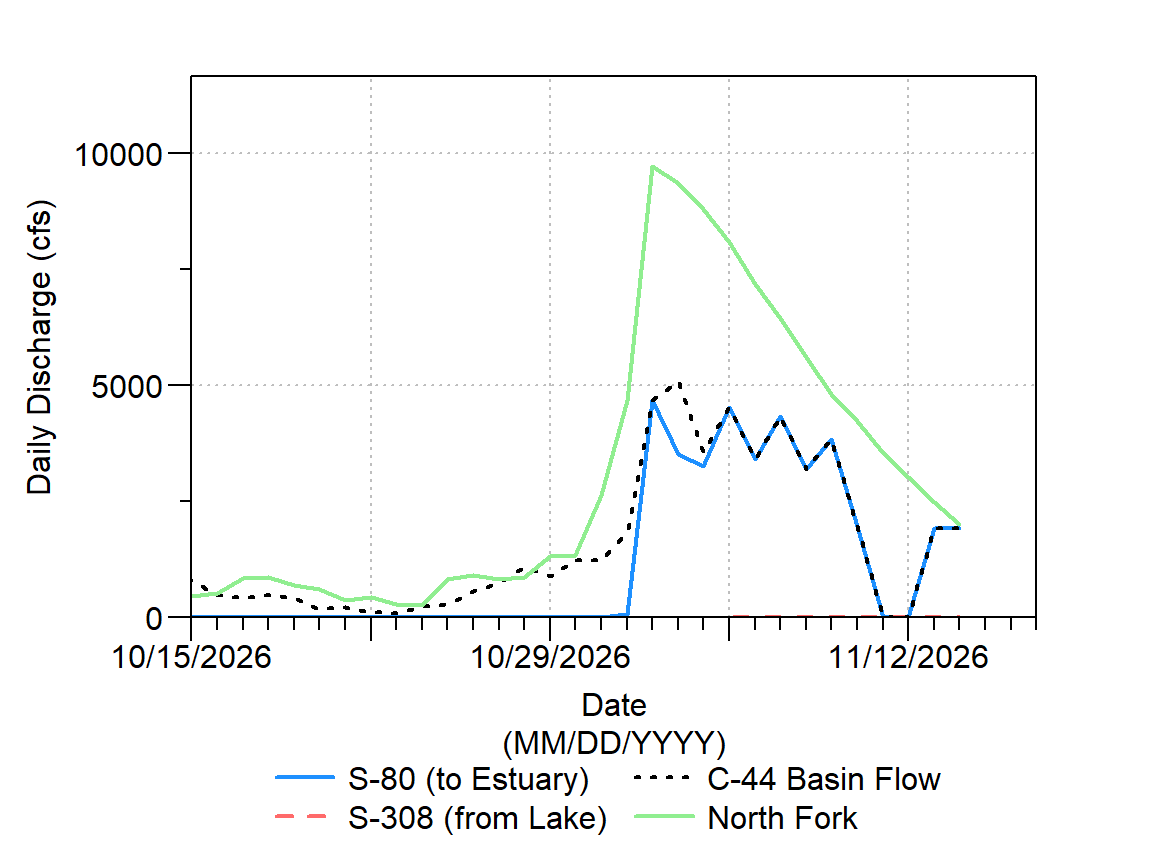 10000
5000
0
Daily Discharge (cfs)
10/15/2026 10/29/2026 11/12/2026
Date
(MM/DD/YYYY)
S-80 (to Estuary) C-44 Basin Flow
S-308 (from Lake) North Fork